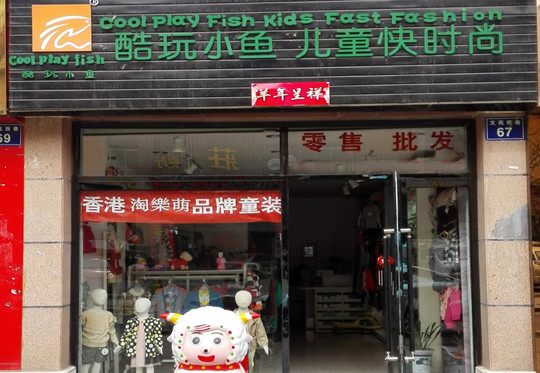 ®
Cool Play Fish Kids Fast Fashion
酷玩小鱼 儿童快时尚
Cool play fish
酷玩小鱼
羊年呈祥
69
67
零售 批发
香港 淘樂萌 品牌童装